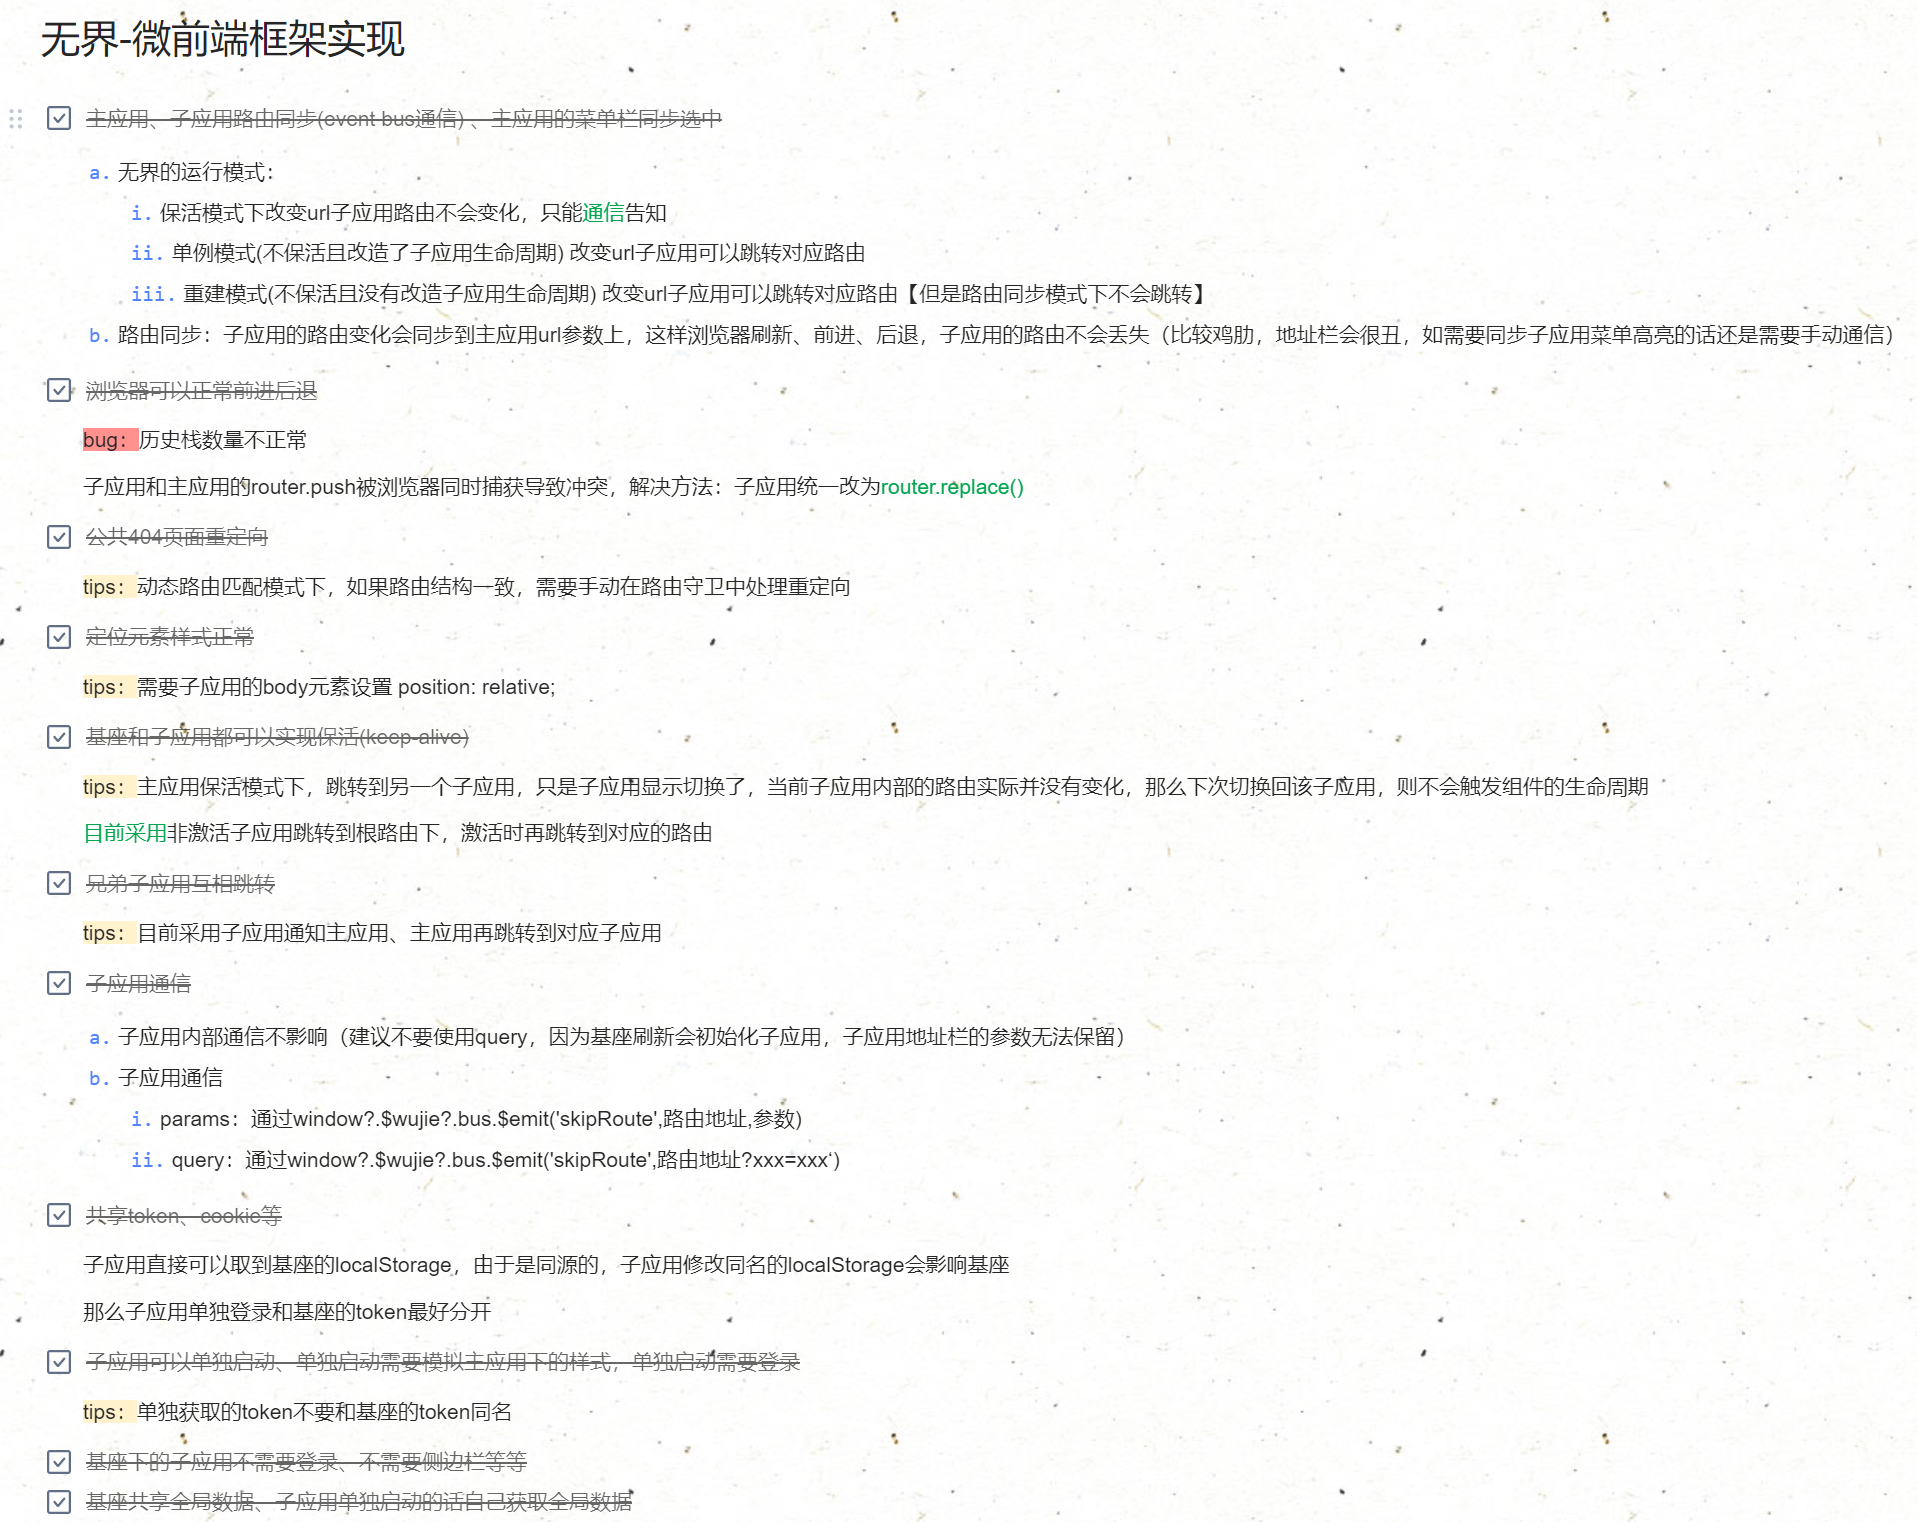 无界-微前端框架实现
主应用、子应用路由同步(event bus通信) 、主应用的菜单栏同步选中
a. 无界的运行模式：
i. 保活模式下改变url子应用路由不会变化，只能通信告知
ii. 单例模式(不保活且改造了子应用生命周期) 改变url子应用可以跳转对应路由
iii. 重建模式(不保活且没有改造子应用生命周期) 改变url子应用可以跳转对应路由【但是路由同步模式下不会跳转】
b. 路由同步：子应用的路由变化会同步到主应用url参数上，这样浏览器刷新、前进、后退，子应用的路由不会丢失（比较鸡肋，地址栏会很丑，如需要同步子应用菜单高亮的话还是需要手动通信）
浏览器可以正常前进后退
bug：历史栈数量不正常
子应用和主应用的router.push被浏览器同时捕获导致冲突，解决方法：子应用统一改为router.replace()
公共404页面重定向
tips：动态路由匹配模式下，如果路由结构一致，需要手动在路由守卫中处理重定向
定位元素样式正常
tips：需要子应用的body元素设置 position: relative;
基座和子应用都可以实现保活(keep-alive)
tips：主应用保活模式下，跳转到另一个子应用，只是子应用显示切换了，当前子应用内部的路由实际并没有变化，那么下次切换回该子应用，则不会触发组件的生命周期
目前采用非激活子应用跳转到根路由下，激活时再跳转到对应的路由
兄弟子应用互相跳转
tips：目前采用子应用通知主应用、主应用再跳转到对应子应用
子应用通信
a. 子应用内部通信不影响（建议不要使用query，因为基座刷新会初始化子应用，子应用地址栏的参数无法保留）
b. 子应用通信
i. params：通过window?.$wujie?.bus.$emit('skipRoute',路由地址,参数)
ii. query：通过window?.$wujie?.bus.$emit('skipRoute',路由地址?xxx=xxx‘)
共享token、cookie等
子应用直接可以取到基座的localStorage，由于是同源的，子应用修改同名的localStorage会影响基座
那么子应用单独登录和基座的token最好分开
子应用可以单独启动、单独启动需要模拟主应用下的样式，单独启动需要登录
tips：单独获取的token不要和基座的token同名
基座下的子应用不需要登录、不需要侧边栏等等
基座共享全局数据、子应用单独启动的话自己获取全局数据